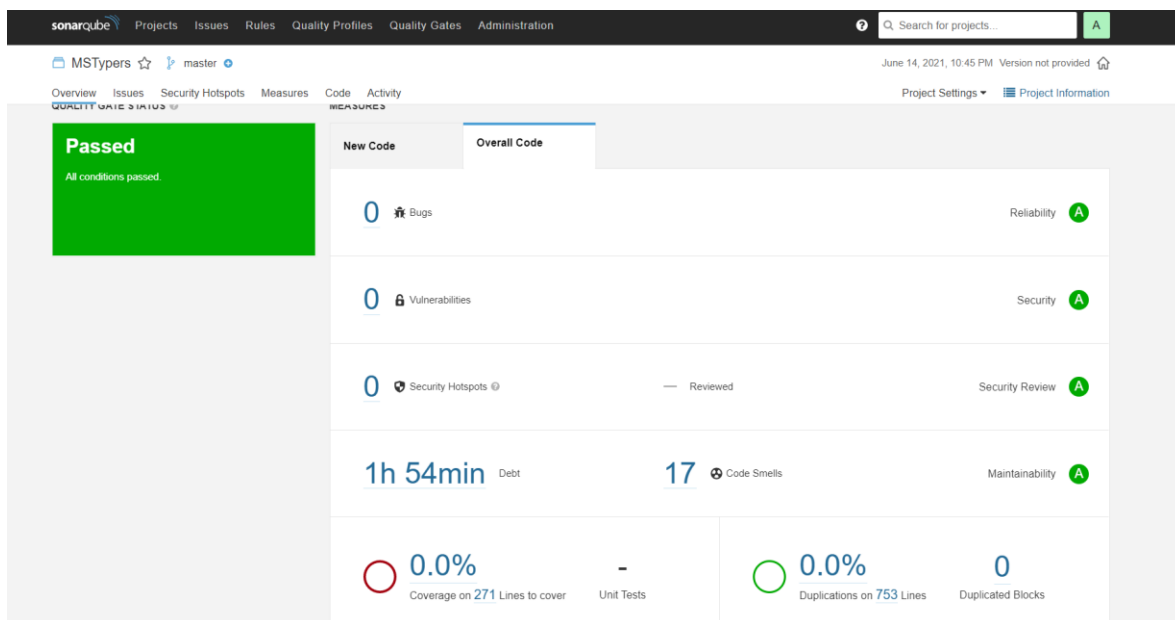 sonarqube Projects Issues Rules Quality Profiles Quality Gates Administration ? Search for projects... A
MSTypers master June 14, 2021, 10:45 PM Version not provided
Overview Issues Security Hotspots Measures Code Activity Project Settings Project Information
QUALITY GATE STATUS ? MEASURES
Passed
All conditions passed.
New Code Overall Code
0 Bugs Reliability A
0 Vulnerabilities Security A
0 Security Hotspots ? — Reviewed Security Review A
1h 54min Debt 17 Code Smells Maintainability A
0.0% - 0.0% 0
Coverage on 271 Lines to cover Unit Tests Duplications on 753 Lines Duplicated Blocks